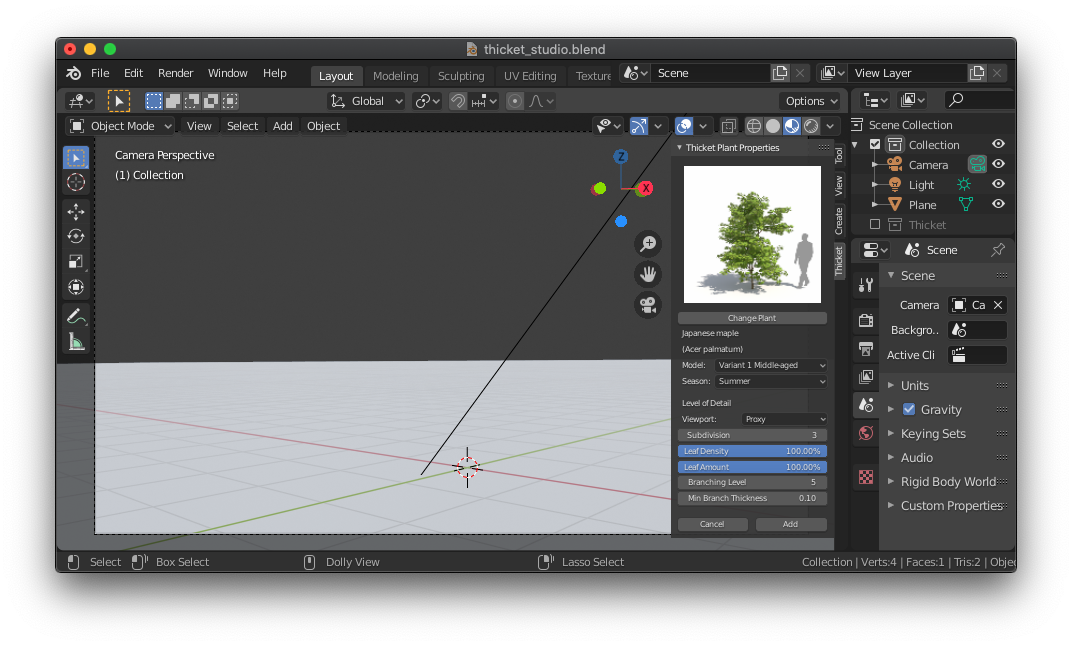 thicket_studio.blend
File Edit Render Window Help Layout Modeling Sculpting UV Editing Texture Scene View Layer
Global Options
Object Mode View Select Add Object
Camera Perspective
(1) Collection
Z
X
Thicket Plant Properties
Change Plant
Japanese maple
(Acer palmatum)
Model: Variant 1 Middle-aged
Season: Summer
Level of Detail
Viewport: Proxy
Subdivision 3
Leaf Density 100.00%
Leaf Amount 100.00%
Branching Level 5
Min Branch Thickness 0.10
Cancel Add
Tool
View
Create
Thicket
Scene Collection
Collection
Camera
Light
Plane
Thicket
Scene
Scene
Camera Ca
Backgro..
Active Cli
Units
Gravity
Keying Sets
Audio
Rigid Body World
Custom Properties
Select Box Select Dolly View Lasso Select Collection | Verts:4 | Faces:1 | Tris:2 | Obje